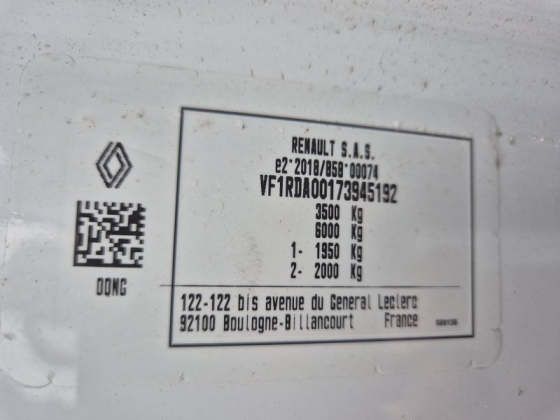 RENAULT S.A.S.
e2*2018/858*00074
VF1RDA00173945192
3500 Kg
6000 Kg
1- 1950 Kg
2- 2000 Kg
DQNG
122-122 bis avenue du General Leclerc
92100 Boulogne-Billancourt France